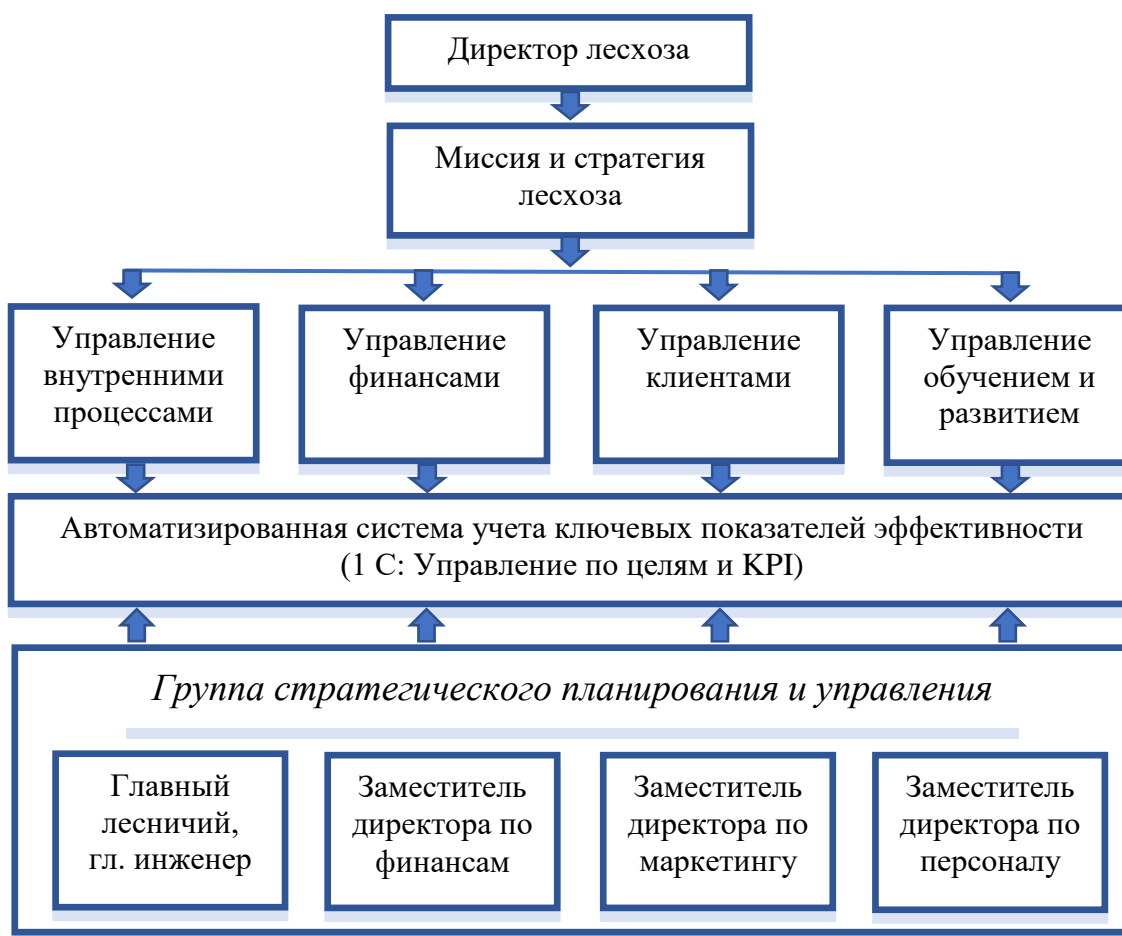 Директор лесхоза
Миссия и стратегия
лесхоза
Управление
внутренними
процессами
Управление
финансами
Управление
клиентами
Управление
обучением и
развитием
Автоматизированная система учета ключевых показателей эффективности
(1 С: Управление по целям и KPI)
Группа стратегического планирования и управления
Главный
лесничий,
гл. инженер
Заместитель
директора по
финансам
Заместитель
директора по
маркетингу
Заместитель
директора по
персоналу